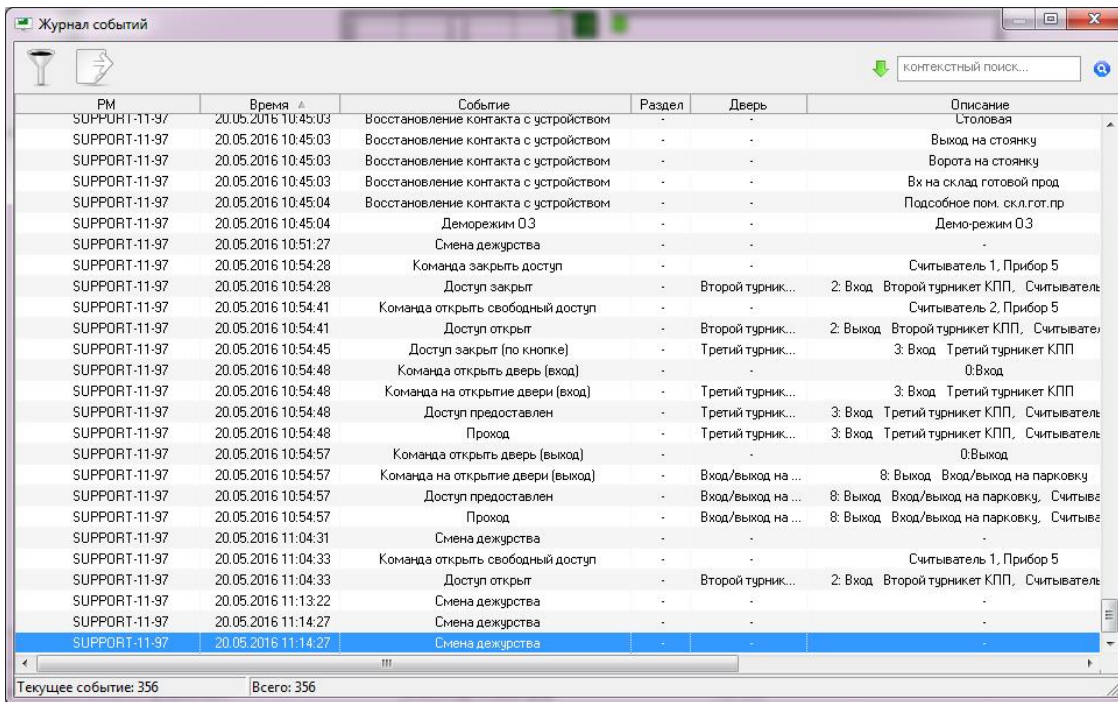 Журнал событий
контекстный поиск...
РМ Время Событие Раздел Дверь Описание
SUPPORT-11-97 20.05.2016 10:45:03 Восстановление контакта с устройством - - Столовая
SUPPORT-11-97 20.05.2016 10:45:03 Восстановление контакта с устройством - - Выход на стоянку
SUPPORT-11-97 20.05.2016 10:45:03 Восстановление контакта с устройством - - Ворота на стоянку
SUPPORT-11-97 20.05.2016 10:45:03 Восстановление контакта с устройством - - Вх на склад готовой прод
SUPPORT-11-97 20.05.2016 10:45:04 Восстановление контакта с устройством - - Подсобное пом. скл.гот.пр
SUPPORT-11-97 20.05.2016 10:45:04 Деморежим ОЗ - - Демо-режим ОЗ
SUPPORT-11-97 20.05.2016 10:51:27 Смена дежурства - - -
SUPPORT-11-97 20.05.2016 10:54:28 Команда закрыть доступ - - Считыватель 1, Прибор 5
SUPPORT-11-97 20.05.2016 10:54:28 Доступ закрыт - Второй турник... 2: Вход Второй турникет КПП, Считыватель
SUPPORT-11-97 20.05.2016 10:54:41 Команда открыть свободный доступ - - Считыватель 2, Прибор 5
SUPPORT-11-97 20.05.2016 10:54:41 Доступ открыт - Второй турник... 2: Выход Второй турникет КПП, Считывател
SUPPORT-11-97 20.05.2016 10:54:45 Доступ закрыт (по кнопке) - Третий турник... 3: Вход Третий турникет КПП
SUPPORT-11-97 20.05.2016 10:54:48 Команда открыть дверь (вход) - - 0:Вход
SUPPORT-11-97 20.05.2016 10:54:48 Команда на открытие двери (вход) - Третий турник... 3: Вход Третий турникет КПП
SUPPORT-11-97 20.05.2016 10:54:48 Доступ предоставлен - Третий турник... 3: Вход Третий турникет КПП, Считыватель
SUPPORT-11-97 20.05.2016 10:54:48 Проход - Третий турник... 3: Вход Третий турникет КПП, Считыватель
SUPPORT-11-97 20.05.2016 10:54:57 Команда открыть дверь (выход) - - 0:Выход
SUPPORT-11-97 20.05.2016 10:54:57 Команда на открытие двери (выход) - Вход/выход на ... 8: Выход Вход/выход на парковку
SUPPORT-11-97 20.05.2016 10:54:57 Доступ предоставлен - Вход/выход на ... 8: Выход Вход/выход на парковку, Считыва
SUPPORT-11-97 20.05.2016 10:54:57 Проход - Вход/выход на ... 8: Выход Вход/выход на парковку, Считыва
SUPPORT-11-97 20.05.2016 11:04:31 Смена дежурства - - -
SUPPORT-11-97 20.05.2016 11:04:33 Команда открыть свободный доступ - - Считыватель 1, Прибор 5
SUPPORT-11-97 20.05.2016 11:04:33 Доступ открыт - Второй турник... 2: Вход Второй турникет КПП, Считыватель
SUPPORT-11-97 20.05.2016 11:13:22 Смена дежурства - - -
SUPPORT-11-97 20.05.2016 11:14:27 Смена дежурства - - -
SUPPORT-11-97 20.05.2016 11:14:27 Смена дежурства - - -
Текущее событие: 356 Всего: 356